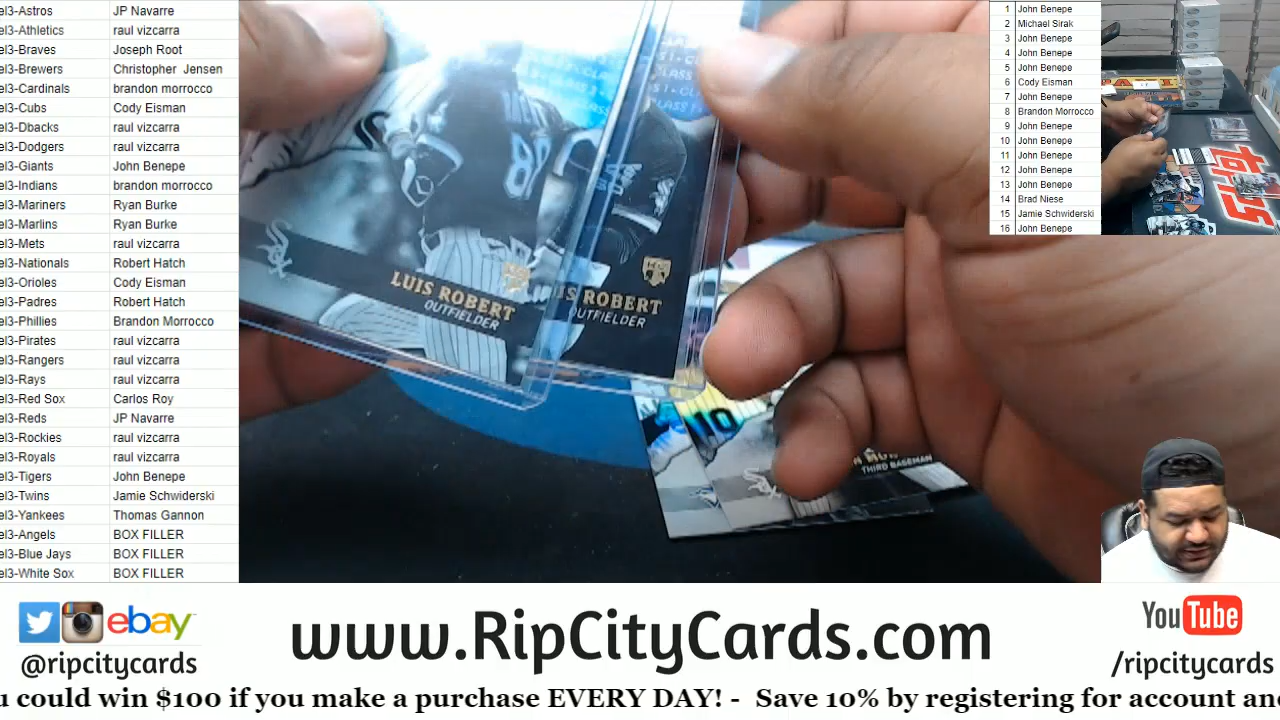 el3-Astros JP Navarre
el3-Athletics raul vizcarra
el3-Braves Joseph Root
el3-Brewers Christopher Jensen
el3-Cardinals brandon morrocco
el3-Cubs Cody Eisman
el3-Dbacks raul vizcarra
el3-Dodgers raul vizcarra
el3-Giants John Benepe
el3-Indians brandon morrocco
el3-Mariners Ryan Burke
el3-Marlins Ryan Burke
el3-Mets raul vizcarra
el3-Nationals Robert Hatch
el3-Orioles Cody Eisman
el3-Padres Robert Hatch
el3-Phillies Brandon Morrocco
el3-Pirates raul vizcarra
el3-Rangers raul vizcarra
el3-Rays raul vizcarra
el3-Red Sox Carlos Roy
el3-Reds JP Navarre
el3-Rockies raul vizcarra
el3-Royals raul vizcarra
el3-Tigers John Benepe
el3-Twins Jamie Schwiderski
el3-Yankees Thomas Gannon
el3-Angels BOX FILLER
el3-Blue Jays BOX FILLER
el3-White Sox BOX FILLER
LUIS ROBERT
OUTFIELDER
IS ROBERT
OUTFIELDER
10
THIRD BASEMAN
1 John Benepe
2 Michael Sirak
3 John Benepe
4 John Benepe
5 John Benepe
6 Cody Eisman
7 John Benepe
8 Brandon Morrocco
9 John Benepe
10 John Benepe
11 John Benepe
12 John Benepe
13 John Benepe
14 Brad Niese
15 Jamie Schwiderski
16 John Benepe
ebay
@ripcitycards
www.RipCityCards.com
YouTube
/ripcitycards
u could win $100 if you make a purchase EVERY DAY! - Save 10% by registering for account and